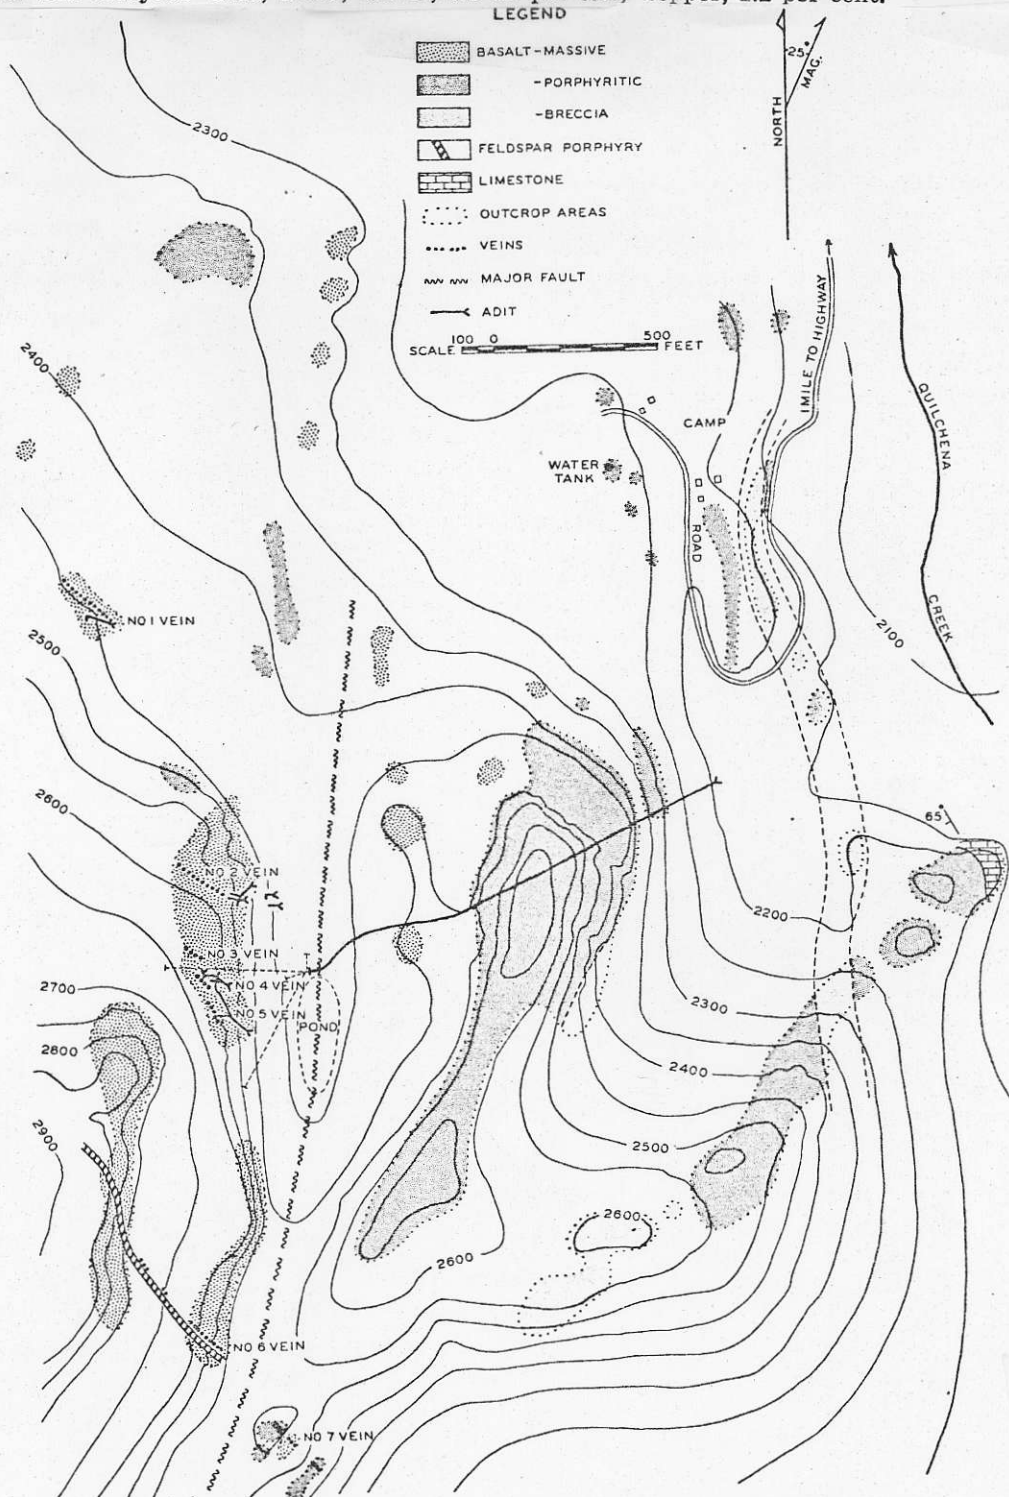 per cent.
LEGEND
BASALT-MASSIVE
-PORPHYRITIC
-BRECCIA
FELDSPAR PORPHYRY
LIMESTONE
OUTCROP AREAS
VEINS
MAJOR FAULT
ADIT
100 0 500
SCALE FEET
25°
MAG.
NORTH
2300
2400
1 MILE TO HIGHWAY
QUILCHENA
CREEK
CAMP
WATER
TANK
ROAD
2100
NO 1 VEIN
2500
2600
65°
NO 2 VEIN
2200
NO 3 VEIN
NO 4 VEIN
2700
2300
NO 5 VEIN
POND
2800
2400
2900
2500
2600
2600
NO 6 VEIN
NO 7 VEIN